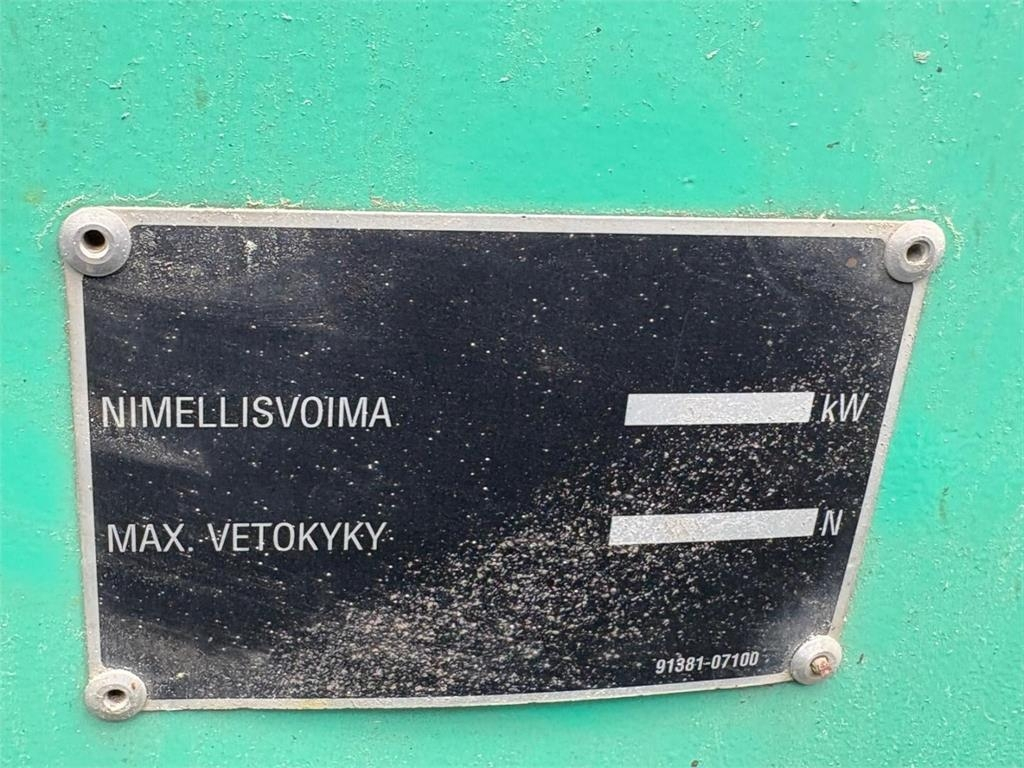 NIMELLISVOIMA kW
MAX. VETOKYKY N
91381-07100